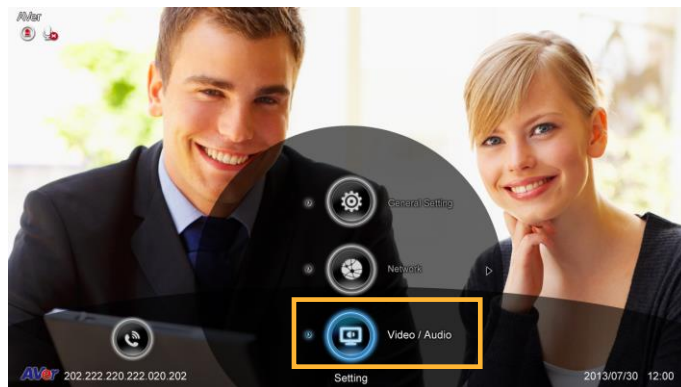 AVer
General Setting
Network
Video / Audio
AVer 202.222.220.222.020.202 Setting 2013/07/30 12:00